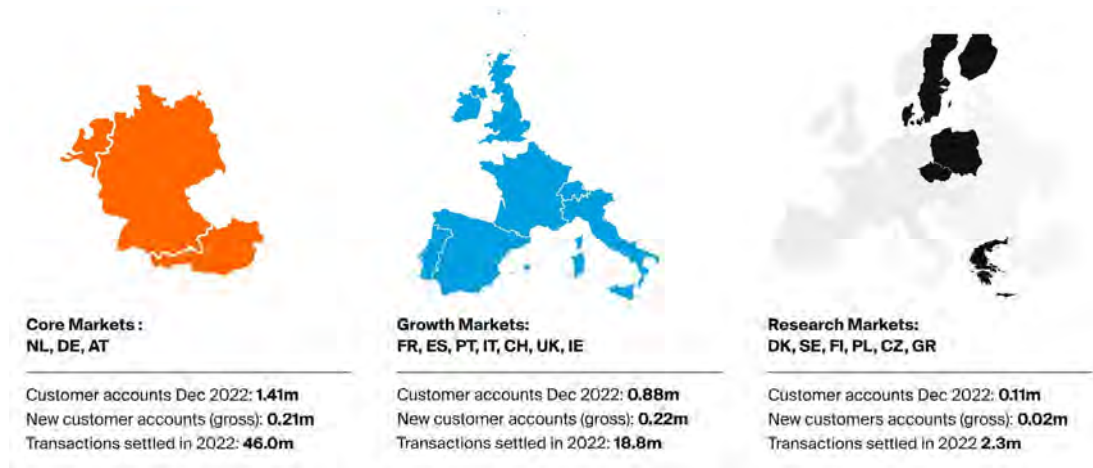 Core Markets :
NL, DE, AT
Customer accounts Dec 2022: 1.41m
New customer accounts (gross): 0.21m
Transactions settled in 2022: 46.0m
Growth Markets:
FR, ES, PT, IT, CH, UK, IE
Customer accounts Dec 2022: 0.88m
New customer accounts (gross): 0.22m
Transactions settled in 2022: 18.8m
Research Markets:
DK, SE, FI, PL, CZ, GR
Customer accounts Dec 2022: 0.11m
New customers accounts (gross): 0.02m
Transactions settled in 2022 2.3m